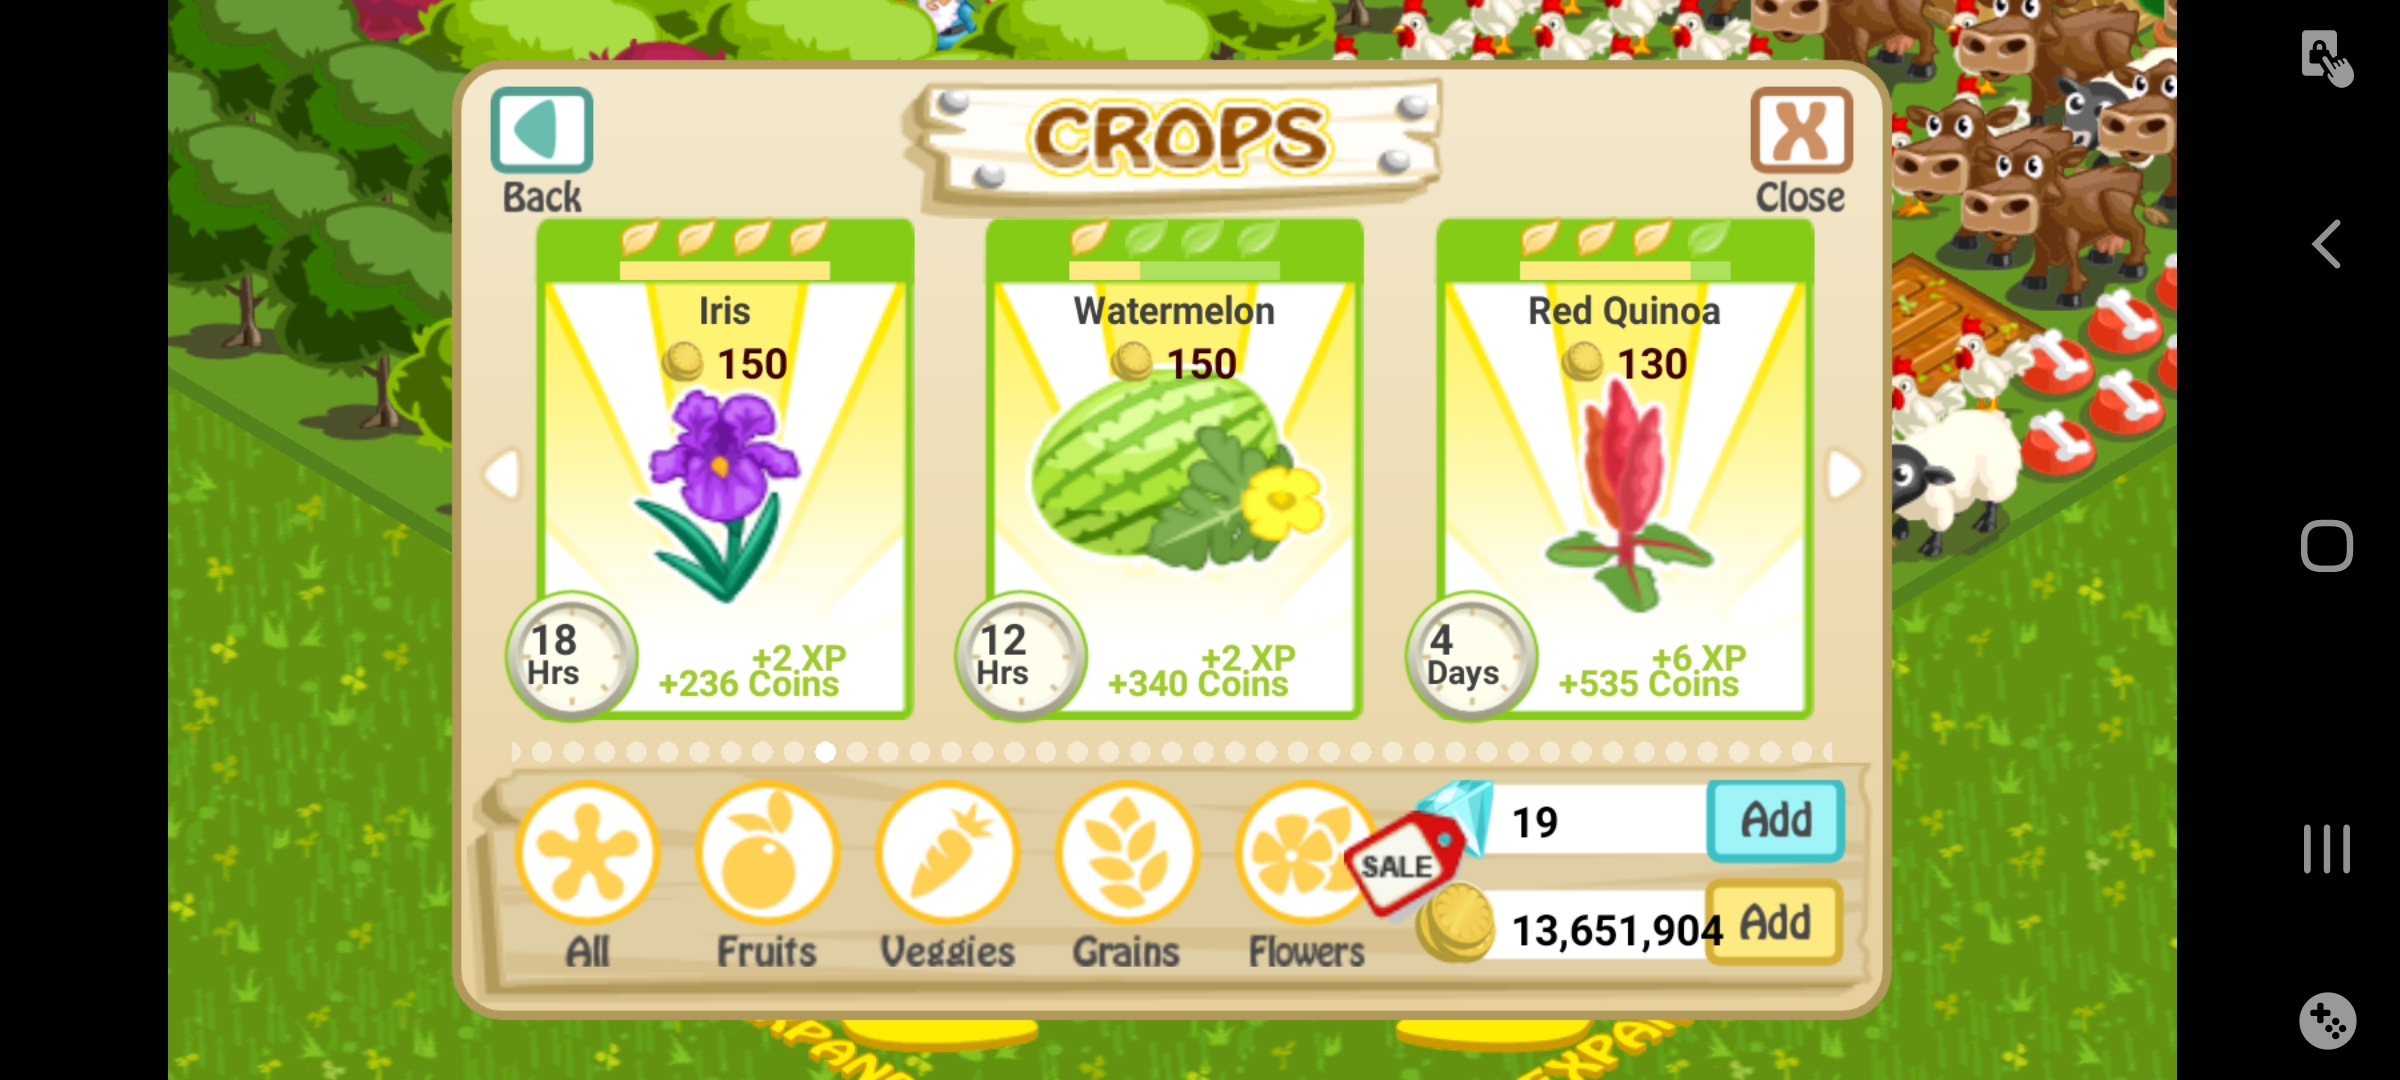 CROPS
Back
Close
Iris
150
18
Hrs
+2 XP
+236 Coins
Watermelon
150
12
Hrs
+2 XP
+340 Coins
Red Quinoa
130
4
Days
+6 XP
+535 Coins
All
Fruits
Veggies
Grains
Flowers
SALE
19
Add
13,651,904
Add
XPAND
EXPAN